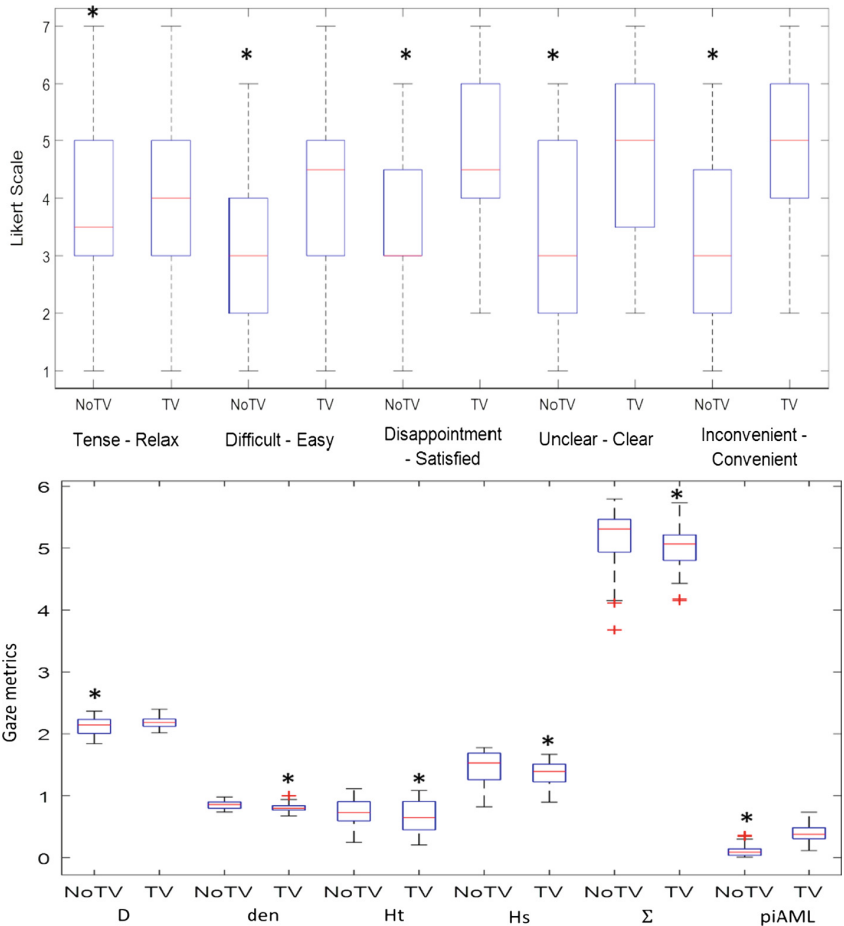 *
* * * *
7
6
5
4
3
2
1
Likert Scale
NoTV TV NoTV TV NoTV TV NoTV TV NoTV TV
Tense - Relax
Difficult - Easy
Disappointment
- Satisfied
Unclear - Clear
Inconvenient -
Convenient
6
5
4
3
2
1
0
Gaze metrics
*
*
*
*
*
*
NoTV TV NoTV TV NoTV TV NoTV TV NoTV TV NoTV TV
D den Ht Hs Σ piAML